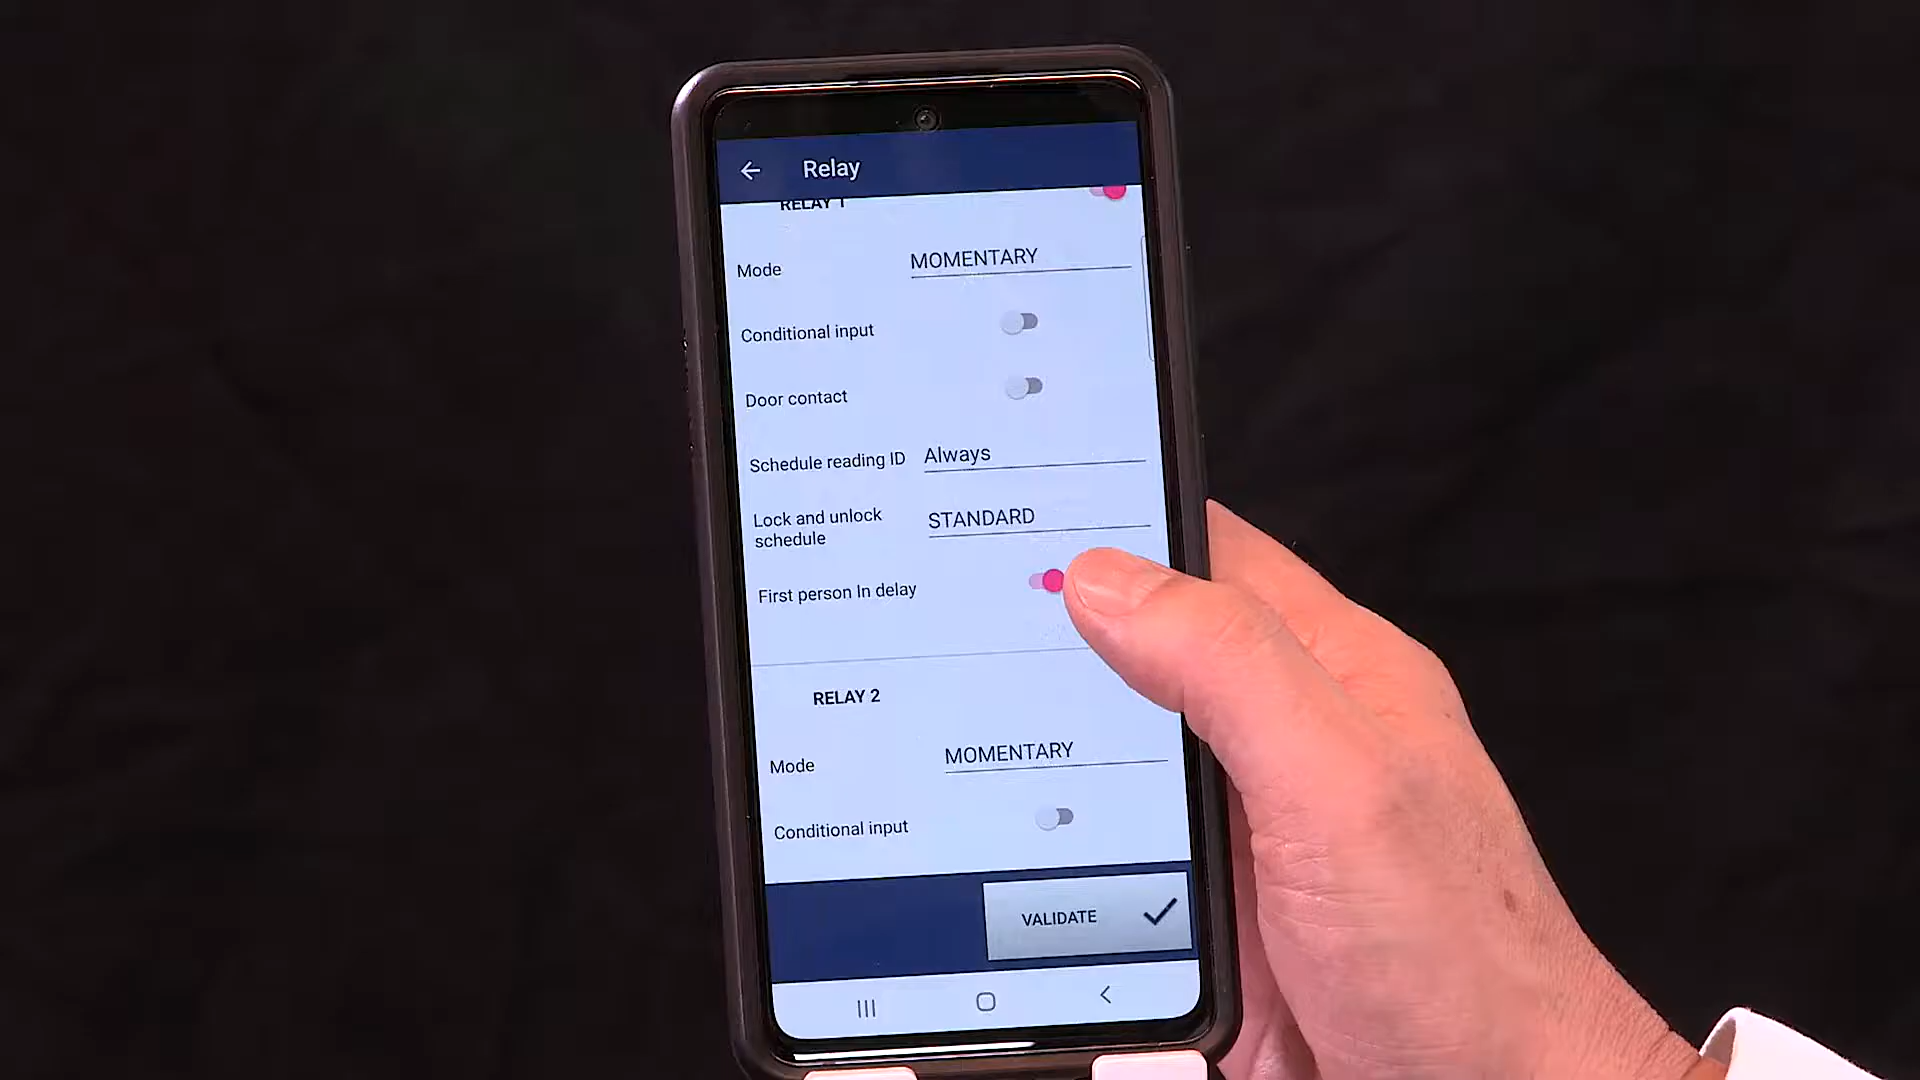 Relay
RELAY 1
Mode
MOMENTARY
Conditional input
Door contact
Schedule reading ID
Always
Lock and unlock
schedule
STANDARD
First person In delay
RELAY 2
Mode
MOMENTARY
Conditional input
VALIDATE